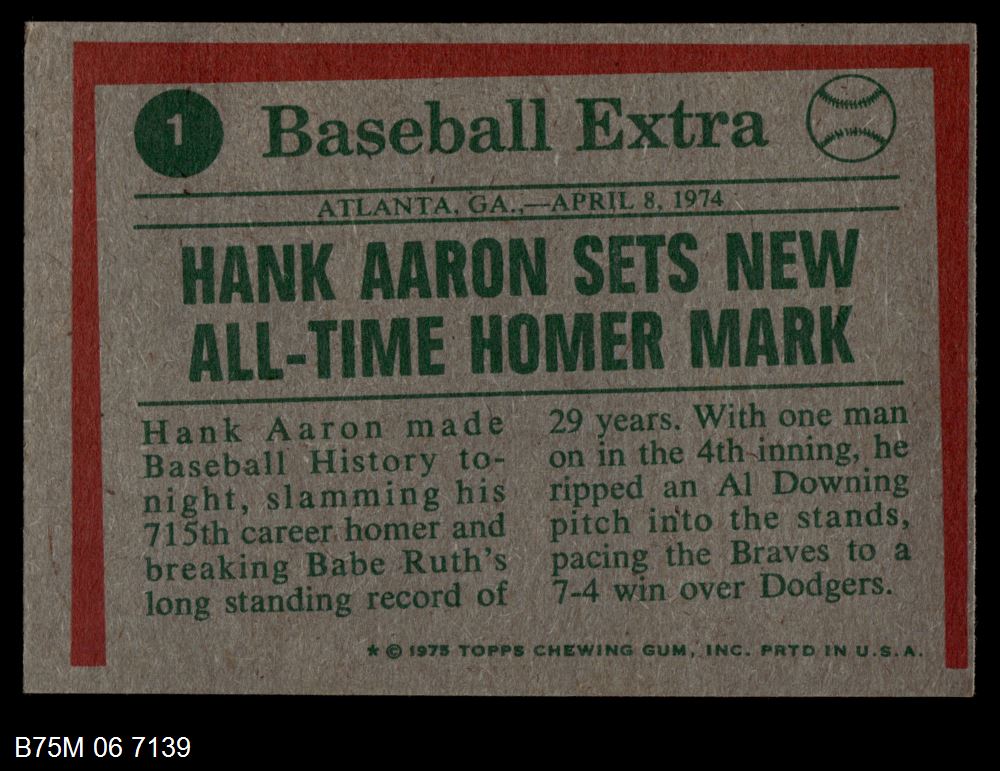 1 Baseball Extra
ATLANTA, GA.,—APRIL 8, 1974
HANK AARON SETS NEW
ALL-TIME HOMER MARK
Hank Aaron made
Baseball History to-
night, slamming his
715th career homer and
breaking Babe Ruth's
long standing record of
29 years. With one man
on in the 4th inning, he
ripped an Al Downing
pitch into the stands,
pacing the Braves to a
7-4 win over Dodgers.
* © 1975 TOPPS CHEWING GUM, INC. PRTD IN U.S.A.
B75M 06 7139